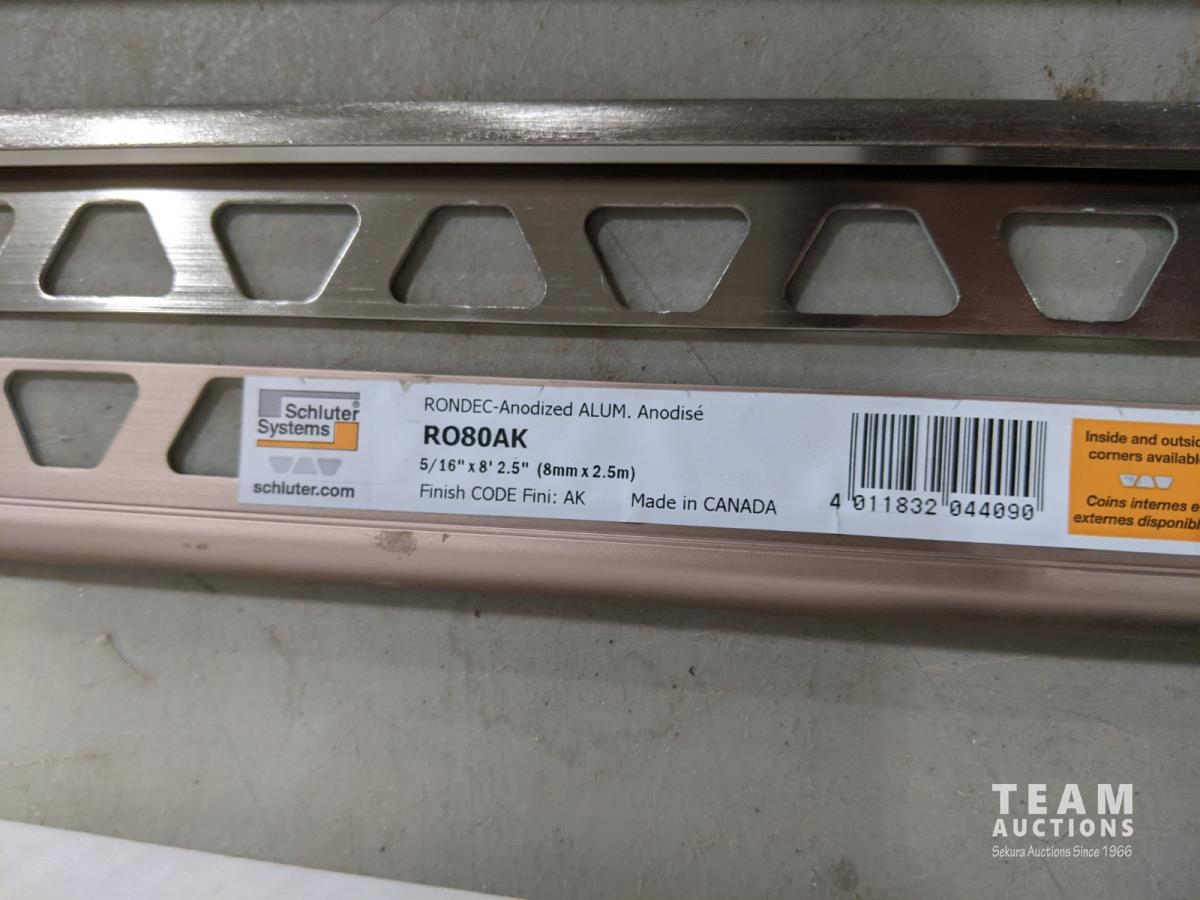 Schluter®
Systems
schluter.com
RONDEC-Anodized ALUM. Anodisé
RO80AK
5/16" x 8' 2.5" (8mm x 2.5m)
Finish CODE Fini: AK Made in CANADA
4 011832 044090
Inside and outsid
corners availabl
Coins internes e
externes disponibl
TEAM
AUCTIONS
Sekura Auctions Since 1966